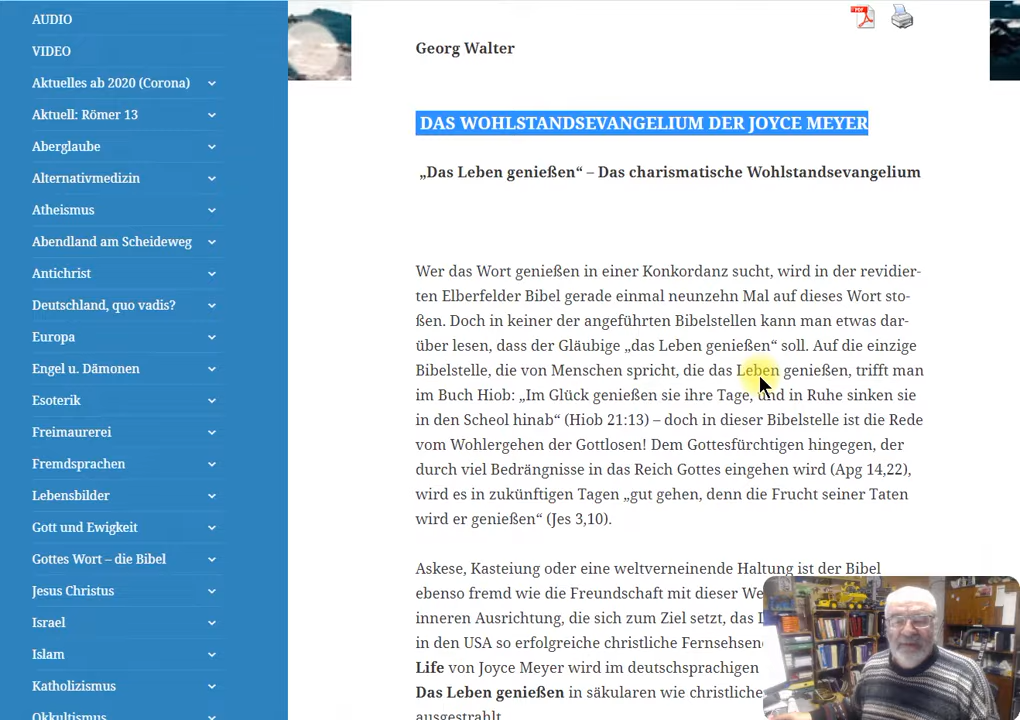 AUDIO
VIDEO
Aktuelles ab 2020 (Corona)
Aktuell: Römer 13
Aberglaube
Alternativmedizin
Atheismus
Abendland am Scheideweg
Antichrist
Deutschland, quo vadis?
Europa
Engel u. Dämonen
Esoterik
Freimaurerei
Fremdsprachen
Lebensbilder
Gott und Ewigkeit
Gottes Wort – die Bibel
Jesus Christus
Israel
Islam
Katholizismus
Okkultismus
PDF
Georg Walter
DAS WOHLSTANDSEVANGELIUM DER JOYCE MEYER
„Das Leben genießen“ – Das charismatische Wohlstandsevangelium
Wer das Wort genießen in einer Konkordanz sucht, wird in der revidier-
ten Elberfelder Bibel gerade einmal neunzehn Mal auf dieses Wort sto-
ßen. Doch in keiner der angeführten Bibelstellen kann man etwas dar-
über lesen, dass der Gläubige „das Leben genießen“ soll. Auf die einzige
Bibelstelle, die von Menschen spricht, die das Leben genießen, trifft man
im Buch Hiob: „Im Glück genießen sie ihre Tage, und in Ruhe sinken sie
in den Scheol hinab“ (Hiob 21:13) – doch in dieser Bibelstelle ist die Rede
vom Wohlergehen der Gottlosen! Dem Gottesfürchtigen hingegen, der
durch viel Bedrängnisse in das Reich Gottes eingehen wird (Apg 14,22),
wird es in zukünftigen Tagen „gut gehen, denn die Frucht seiner Taten
wird er genießen“ (Jes 3,10).
Askese, Kasteiung oder eine weltverneinende Haltung ist der Bibel
ebenso fremd wie die Freundschaft mit dieser We
inneren Ausrichtung, die sich zum Ziel setzt, das
in den USA so erfolgreiche christliche Fernsehsen
Life von Joyce Meyer wird im deutschsprachigen
Das Leben genießen in säkularen wie christliche
ausgestrahlt